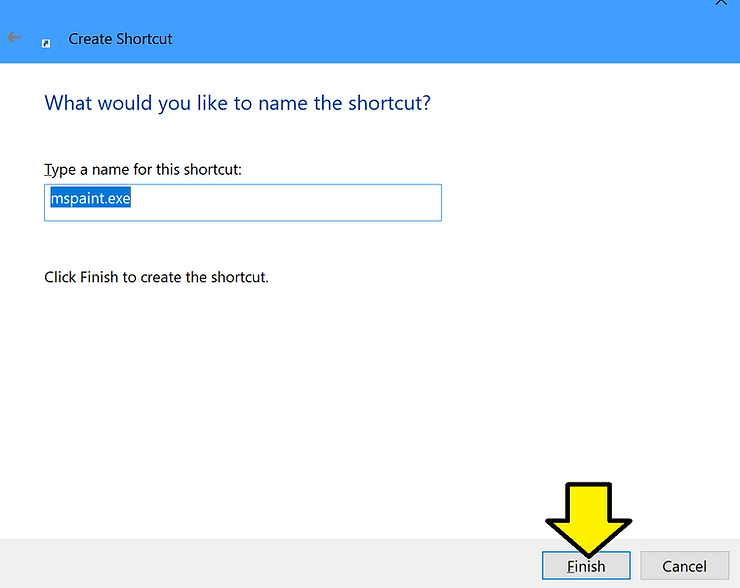 Create Shortcut
What would you like to name the shortcut?
Type a name for this shortcut:
mspaint.exe
Click Finish to create the shortcut.
Finish
Cancel